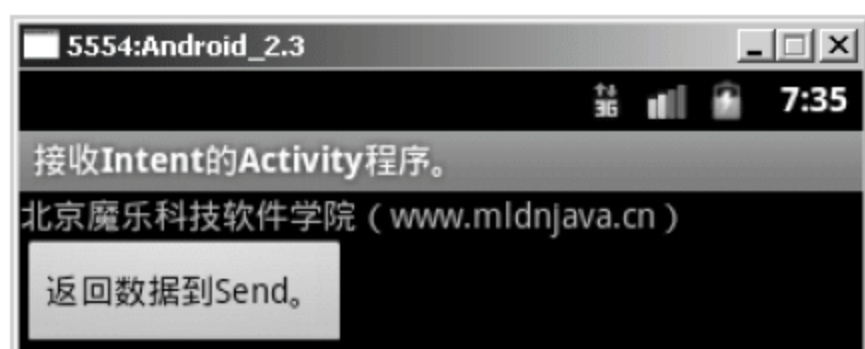 5554:Android_2.3
3G 7:35
接收Intent的Activity程序。
北京魔乐科技软件学院（www.mldnjava.cn）
返回数据到Send。